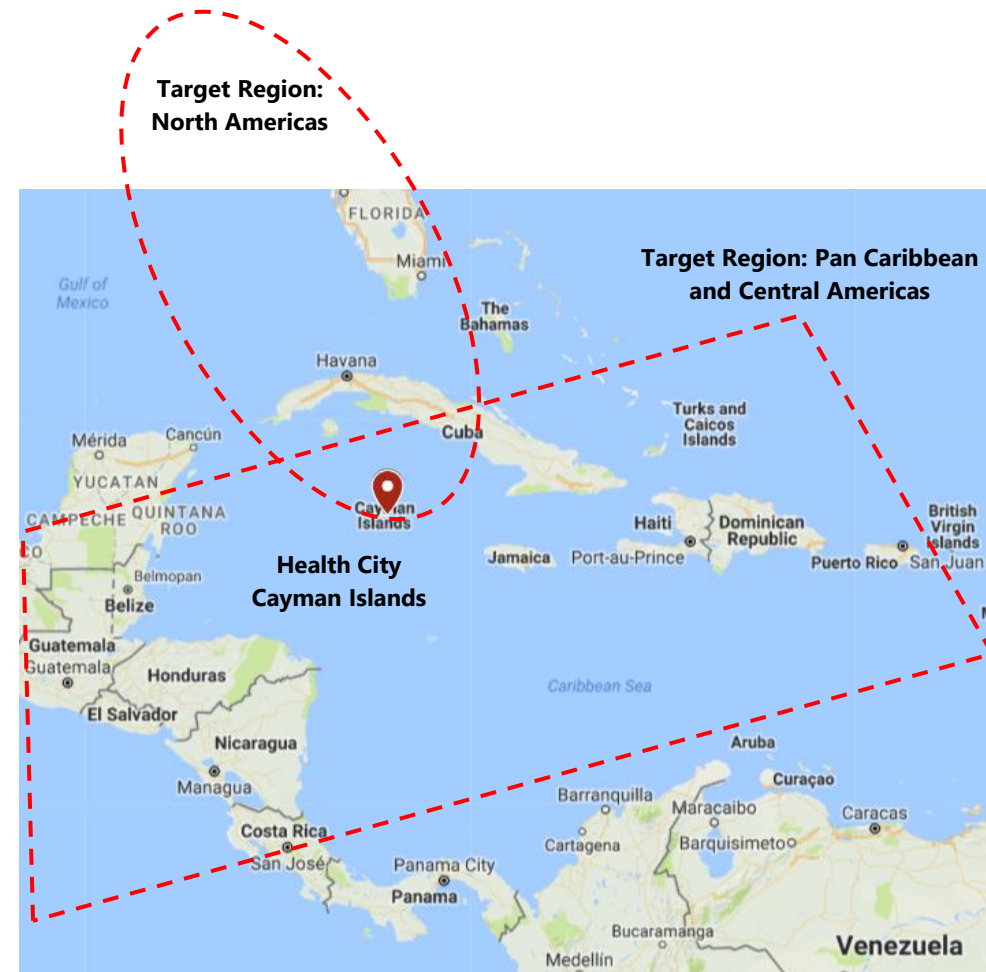 Target Region:
North Americas
FLORIDA
Miami
Gulf of
Mexico
Target Region: Pan Caribbean
and Central Americas
The
Bahamas
Havana
Turks and
Caicos
Islands
Mérida
Cancún
Cuba
YUCATAN
CAMPECHE
QUINTANA
ROO
CO
Cayman
Islands
Haiti
Dominican
Republic
British
Virgin
Islands
Jamaica
Port-au-Prince
Puerto Rico
San Juan
Health City
Cayman Islands
Belmopan
Belize
Guatemala
Guatemala
Honduras
Caribbean Sea
El Salvador
Nicaragua
Managua
Aruba
Curaçao
Barranquilla
Maracaibo
Caracas
Costa Rica
San José
Cartagena
Barquisimeto
Panama City
Panama
Bucaramanga
Venezuela
Medellín